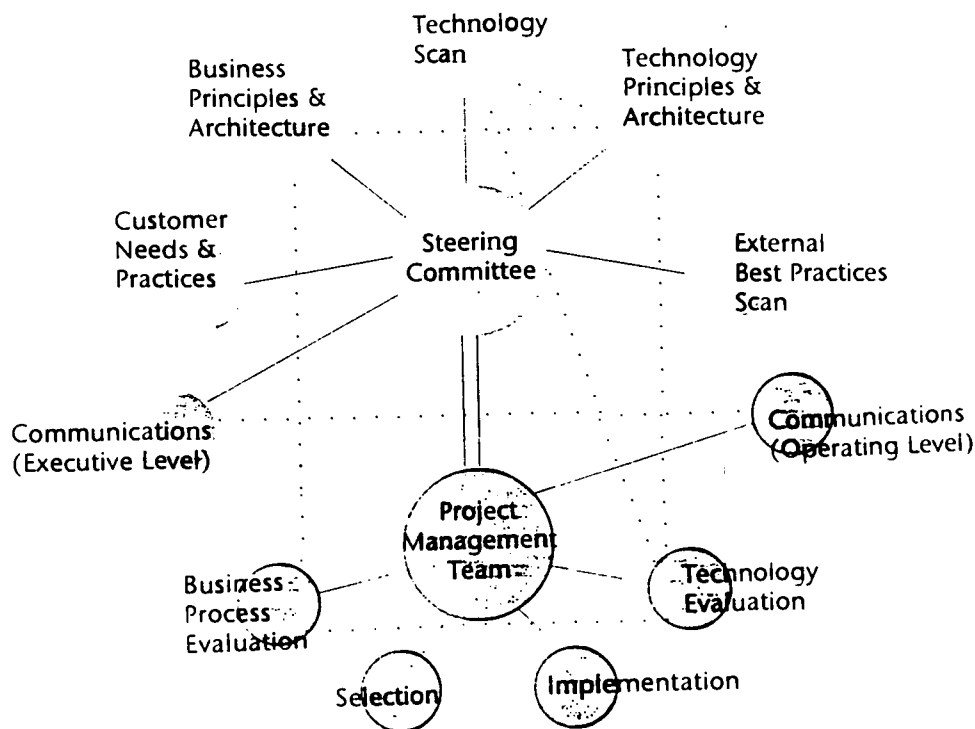 Technology
Scan
Business
Principles &
Architecture
Technology
Principles &
Architecture
Customer
Needs &
Practices
Steering
Committee
External
Best Practices
Scan
Communications
(Executive Level)
Communications
(Operating Level)
Project
Management
Team
Business
Process
Evaluation
Technology
Evaluation
Selection
Implementation